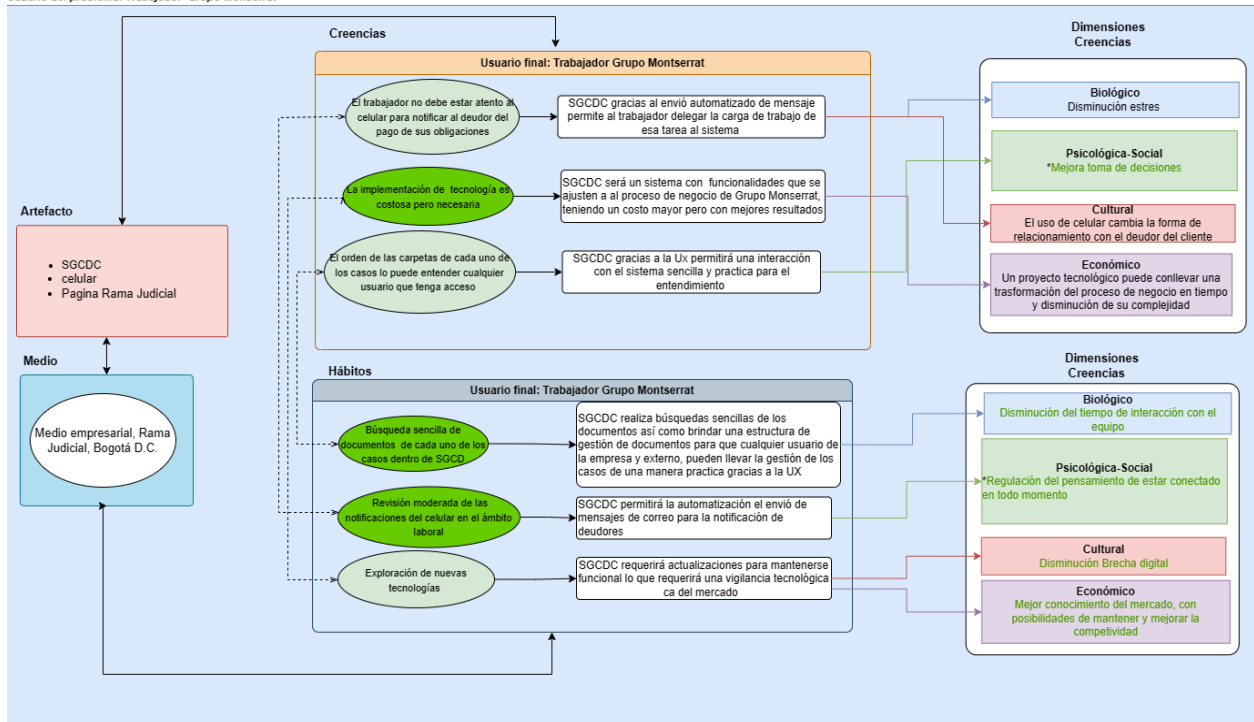 Creencias
Usuario final: Trabajador Grupo Montserrat
El trabajador no debe estar atento al
celular para notificar al deudor del
pago de sus obligaciones
SGCDC gracias al envió automatizado de mensaje
permite al trabajador delegar la carga de trabajo de
esa tarea al sistema
La implementación de tecnología es
costosa pero necesaria
SGCDC será un sistema con funcionalidades que se
ajusten a al proceso de negocio de Grupo Monserrat,
teniendo un costo mayor pero con mejores resultados
El orden de las carpetas de cada uno de
los casos lo puede entender cualquier
usuario que tenga acceso
SGCDC gracias a la Ux permitirá una interacción
con el sistema sencilla y practica para el
entendimiento
Dimensiones
Creencias
Biológico
Disminución estres
Psicológica-Social
*Mejora toma de decisiones
Cultural
El uso de celular cambia la forma de
relacionamiento con el deudor del cliente
Económico
Un proyecto tecnológico puede conllevar una
trasformación del proceso de negocio en tiempo
y disminución de su complejidad
Artefacto
• SGCDC
• celular
• Pagina Rama Judicial
Medio
Medio empresarial, Rama
Judicial, Bogotá D.C.
Hábitos
Usuario final: Trabajador Grupo Montserrat
Búsqueda sencilla de
documentos de cada uno de los
casos dentro de SGCD
SGCDC realiza búsquedas sencillas de los
documentos así como brindar una estructura de
gestión de documentos para que cualquier usuario de
la empresa y externo, pueden llevar la gestión de los
casos de una manera practica gracias a la UX
Revisión moderada de las
notificaciones del celular en el ámbito
laboral
SGCDC permitirá la automatización el envió de
mensajes de correo para la notificación de
deudores
Exploración de nuevas
tecnologías
SGCDC requerirá actualizaciones para mantenerse
funcional lo que requerirá una vigilancia tecnológica
ca del mercado
Dimensiones
Creencias
Biológico
Disminución del tiempo de interacción con el
equipo
Psicológica-Social
*Regulación del pensamiento de estar conectado
en todo momento
Cultural
Disminución Brecha digital
Económico
Mejor conocimiento del mercado, con
posibilidades de mantener y mejorar la
competividad